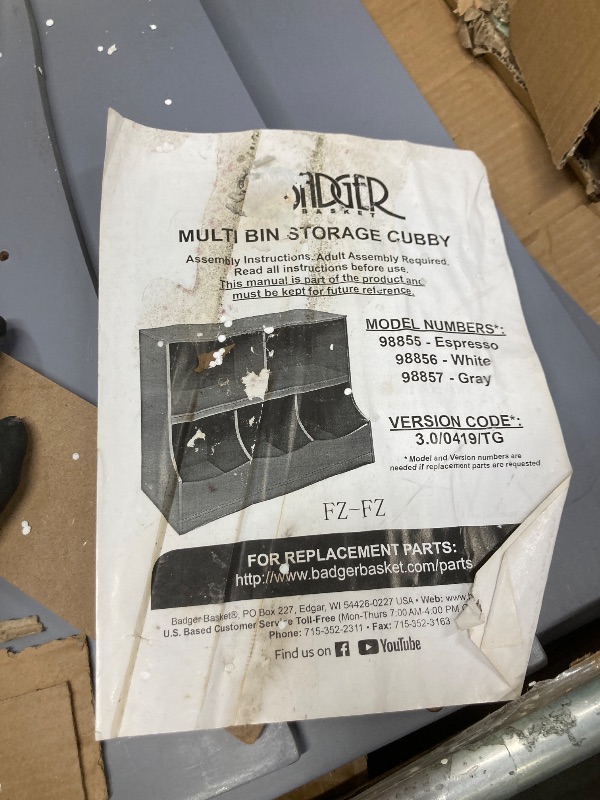 BADGER
BASKET
MULTI BIN STORAGE CUBBY
Assembly Instructions. Adult Assembly Required.
Read all instructions before use.
This manual is part of the product and
must be kept for future reference.
MODEL NUMBERS*:
98855 - Espresso
98856 - White
98857 - Gray
VERSION CODE*:
3.0/0419/TG
* Model and Version numbers are
needed if replacement parts are requested
FZ-FZ
FOR REPLACEMENT PARTS:
http://www.badgerbasket.com/parts
Badger Basket®, PO Box 227, Edgar, WI 54426-0227 USA • Web: www.
U.S. Based Customer Service Toll-Free (Mon-Thurs 7:00AM-4:00 PM
Phone: 715-352-2311 • Fax: 715-352-3163
Find us on f YouTube